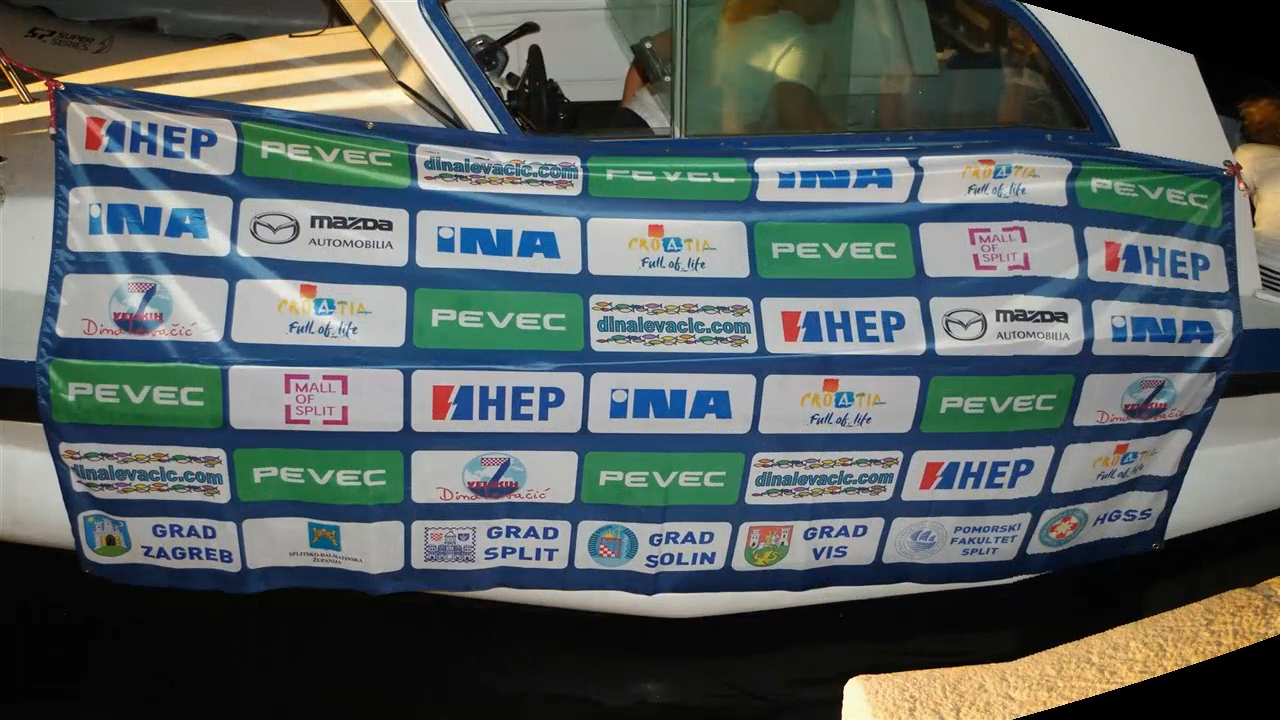 S2 SUPER
SERIES
HEP
PEVEC
dinalevacic.com
PEVEC
INA
CROATIA
Full of life
PEVEC
INA
mazda
AUTOMOBILIA
INA
CROATIA
Full of life
PEVEC
MALL
OF
SPLIT
HEP
7
VELIKIH
Dina Levačić
CROATIA
Full of life
PEVEC
dinalevacic.com
HEP
mazda
AUTOMOBILIA
INA
PEVEC
MALL
OF
SPLIT
HEP
INA
CROATIA
Full of life
PEVEC
7
VELIKIH
Dina Levačić
dinalevacic.com
PEVEC
7
VELIKIH
Dina Levačić
PEVEC
dinalevacic.com
HEP
CROATIA
Full of life
GRAD
ZAGREB
SPLITSKO-DALMATINSKA
ŽUPANIJA
GRAD
SPLIT
GRAD
SOLIN
GRAD
VIS
POMORSKI
FAKULTET
SPLIT
HGSS